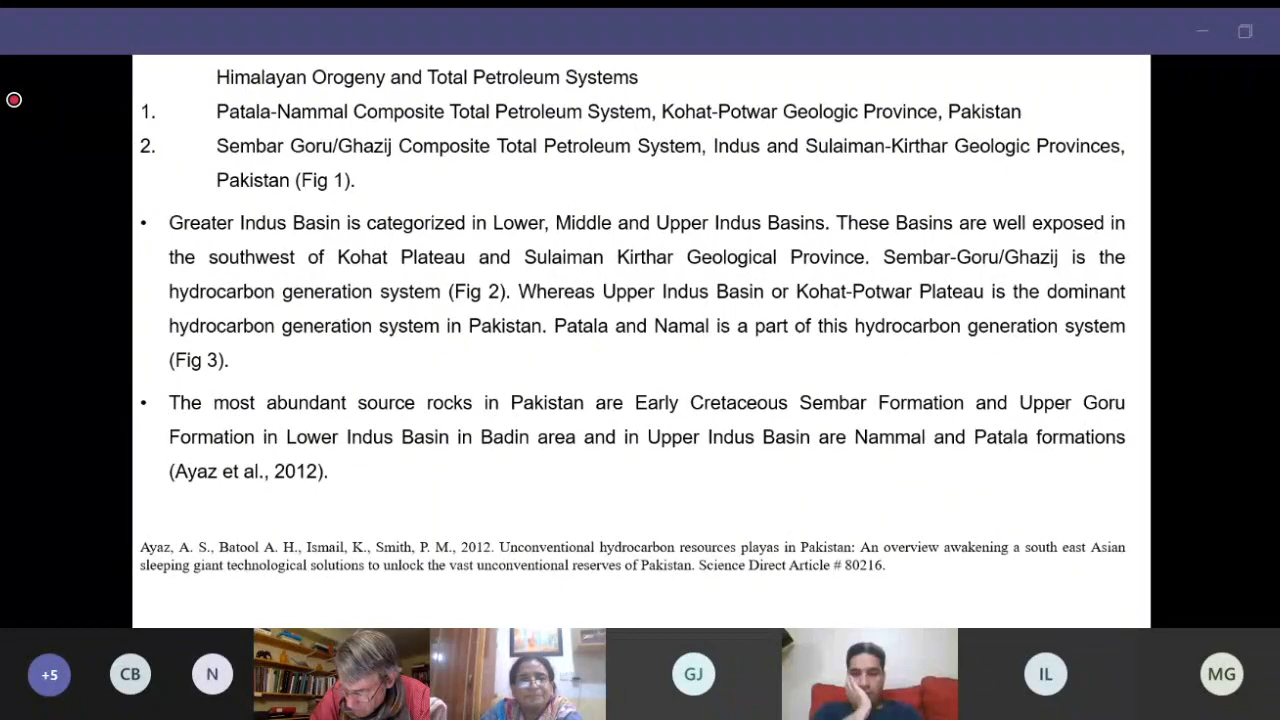 Himalayan Orogeny and Total Petroleum Systems
1. Patala-Nammal Composite Total Petroleum System, Kohat-Potwar Geologic Province, Pakistan
2. Sembar Goru/Ghazij Composite Total Petroleum System, Indus and Sulaiman-Kirthar Geologic Provinces,
Pakistan (Fig 1).
• Greater Indus Basin is categorized in Lower, Middle and Upper Indus Basins. These Basins are well exposed in
the southwest of Kohat Plateau and Sulaiman Kirthar Geological Province. Sembar-Goru/Ghazij is the
hydrocarbon generation system (Fig 2). Whereas Upper Indus Basin or Kohat-Potwar Plateau is the dominant
hydrocarbon generation system in Pakistan. Patala and Namal is a part of this hydrocarbon generation system
(Fig 3).
• The most abundant source rocks in Pakistan are Early Cretaceous Sembar Formation and Upper Goru
Formation in Lower Indus Basin in Badin area and in Upper Indus Basin are Nammal and Patala formations
(Ayaz et al., 2012).
Ayaz, A. S., Batool A. H., Ismail, K., Smith, P. M., 2012. Unconventional hydrocarbon resources playas in Pakistan: An overview awakening a south east Asian
sleeping giant technological solutions to unlock the vast unconventional reserves of Pakistan. Science Direct Article # 80216.
+5 CB N GJ IL MG